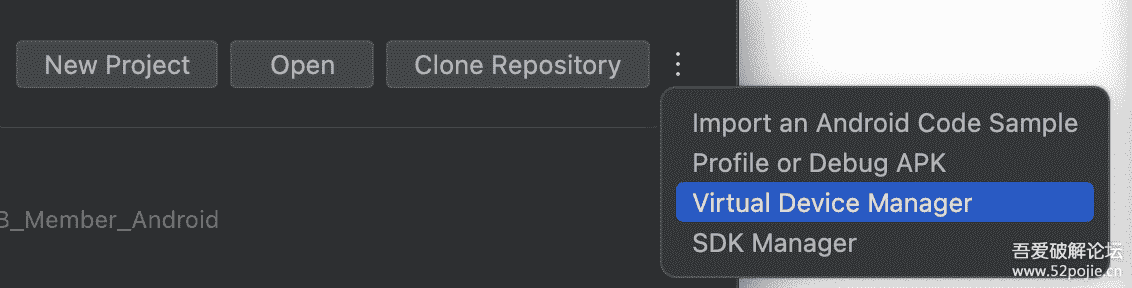 New Project Open Clone Repository
Import an Android Code Sample
Profile or Debug APK
Virtual Device Manager
B_Member_Android
SDK Manager
吾爱破解论坛
www.52pojie.cn